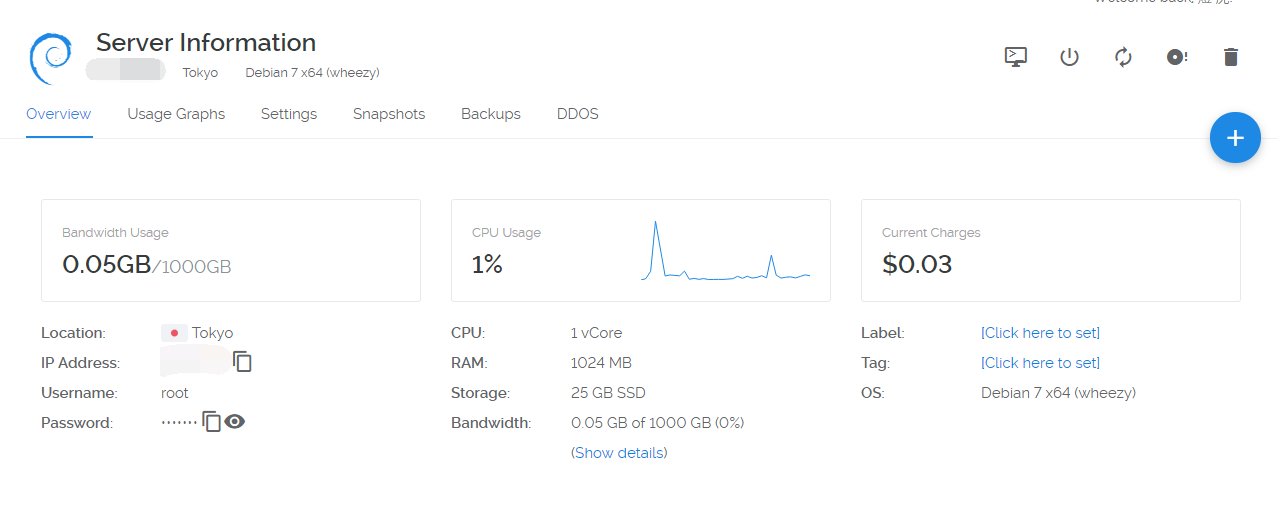 Server Information
Tokyo Debian 7 x64 (wheezy)
Overview Usage Graphs Settings Snapshots Backups DDOS
Bandwidth Usage
0.05GB/1000GB
CPU Usage
1%
Current Charges
$0.03
Location: Tokyo
IP Address:
Username: root
Password: ·······
CPU: 1 vCore
RAM: 1024 MB
Storage: 25 GB SSD
Bandwidth: 0.05 GB of 1000 GB (0%)
(Show details)
Label: [Click here to set]
Tag: [Click here to set]
OS: Debian 7 x64 (wheezy)